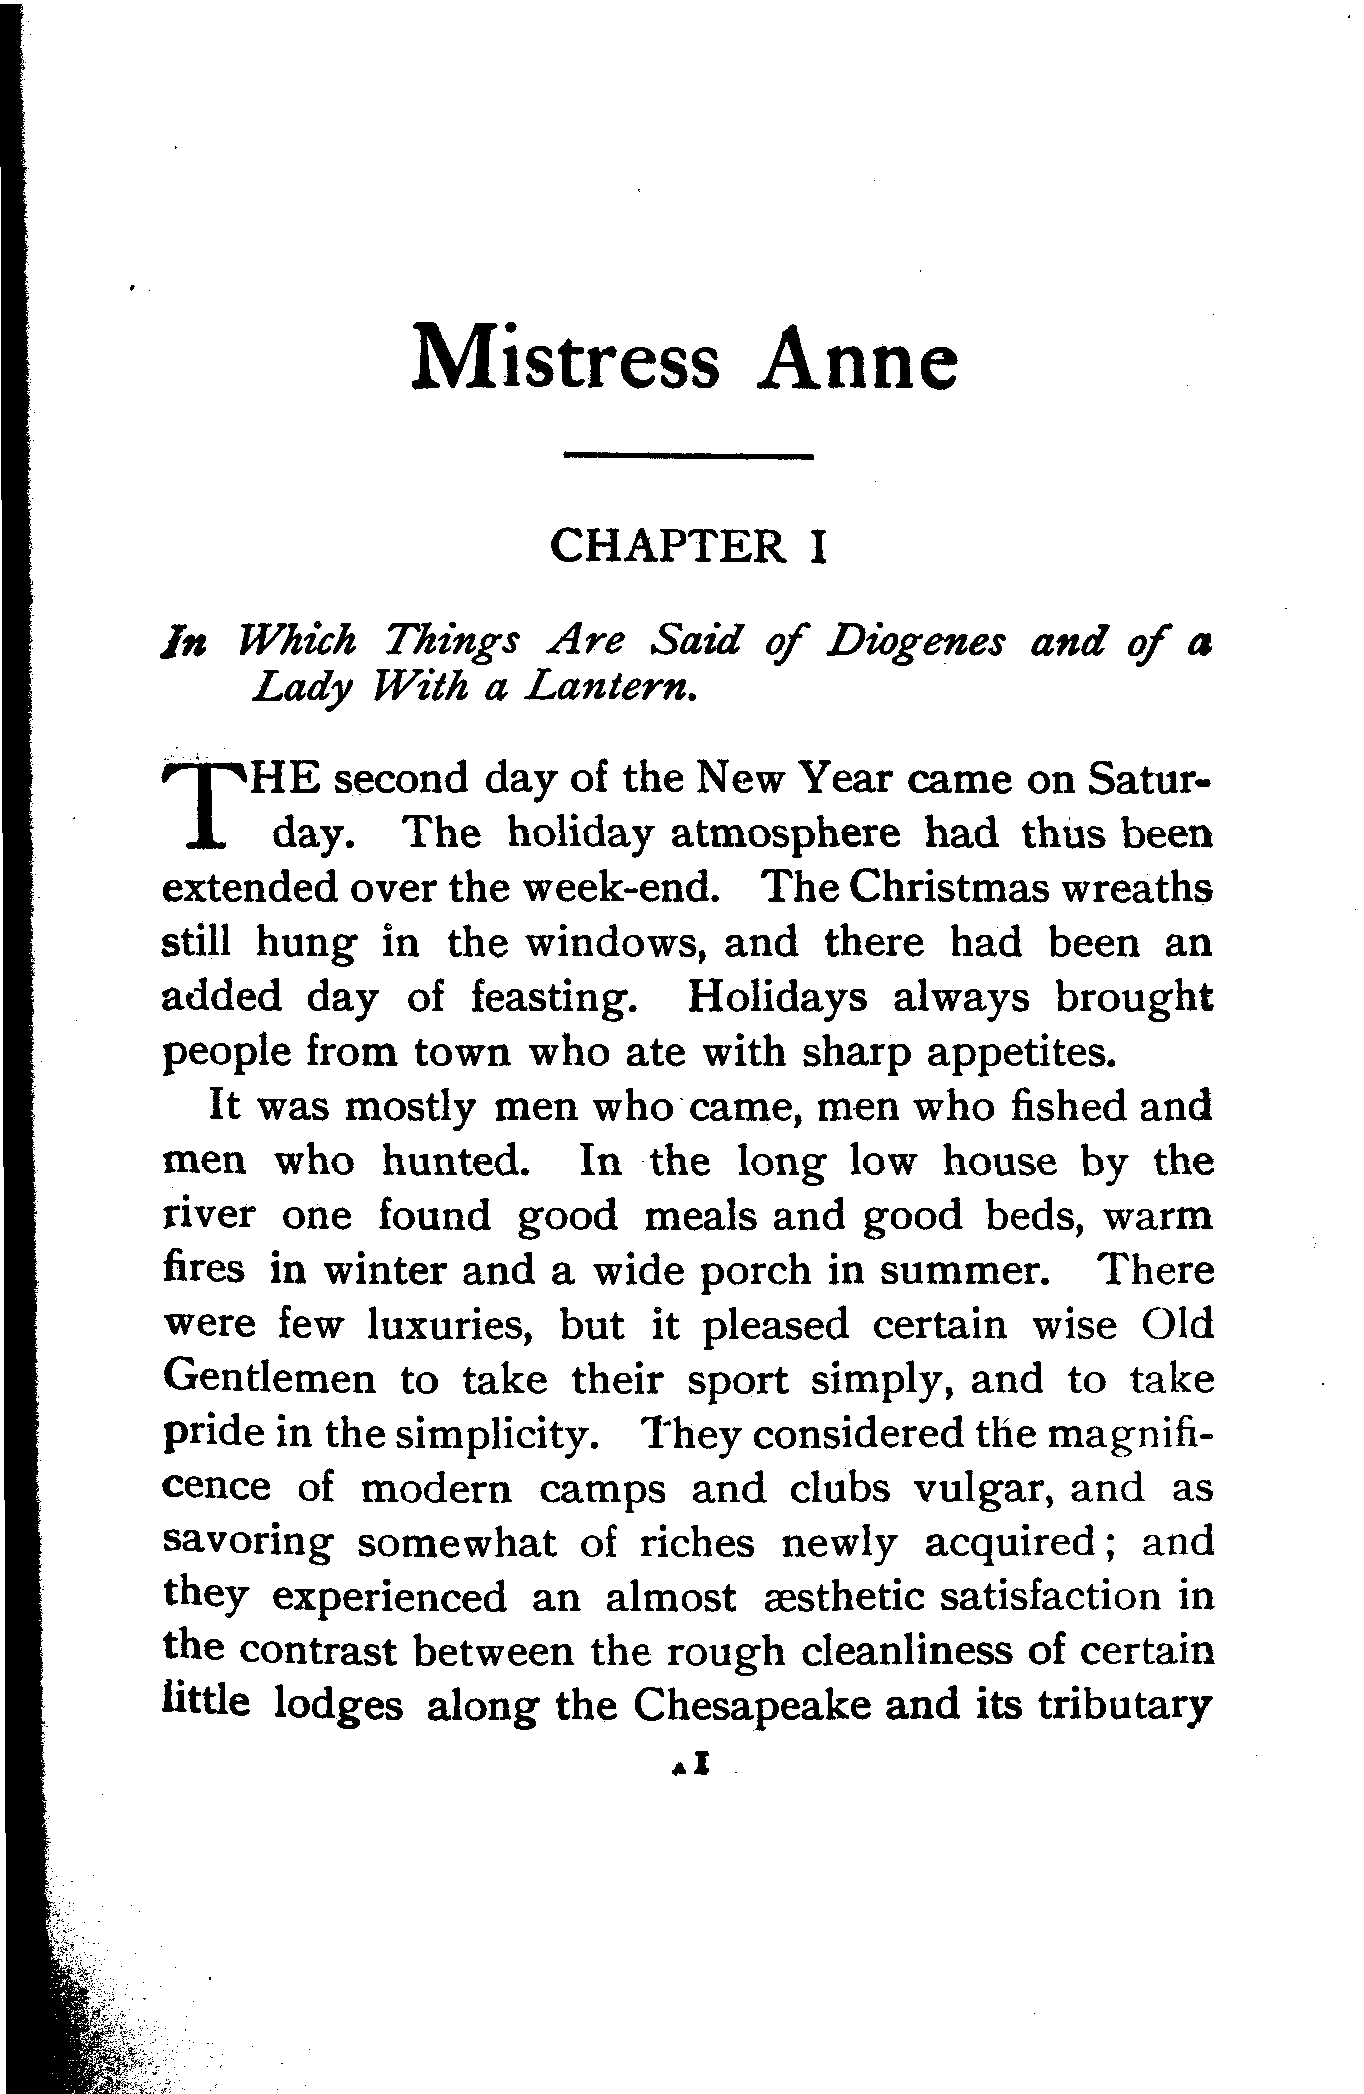 Mistress Anne
CHAPTER I
In Which Things Are Said of Diogenes and of a
Lady With a Lantern.
THE second day of the New Year came on Satur-
day. The holiday atmosphere had thus been
extended over the week-end. The Christmas wreaths
still hung in the windows, and there had been an
added day of feasting. Holidays always brought
people from town who ate with sharp appetites.
It was mostly men who came, men who fished and
men who hunted. In the long low house by the
river one found good meals and good beds, warm
fires in winter and a wide porch in summer. There
were few luxuries, but it pleased certain wise Old
Gentlemen to take their sport simply, and to take
pride in the simplicity. They considered the magnifi-
cence of modern camps and clubs vulgar, and as
savoring somewhat of riches newly acquired; and
they experienced an almost æsthetic satisfaction in
the contrast between the rough cleanliness of certain
little lodges along the Chesapeake and its tributary
A I